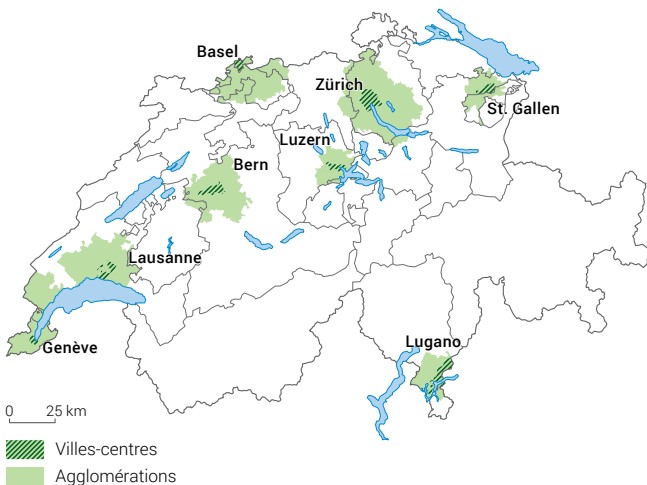 Basel
Zürich
St. Gallen
Luzern
Bern
Lausanne
Genève
Lugano
0 25 km
Villes-centres
Agglomérations